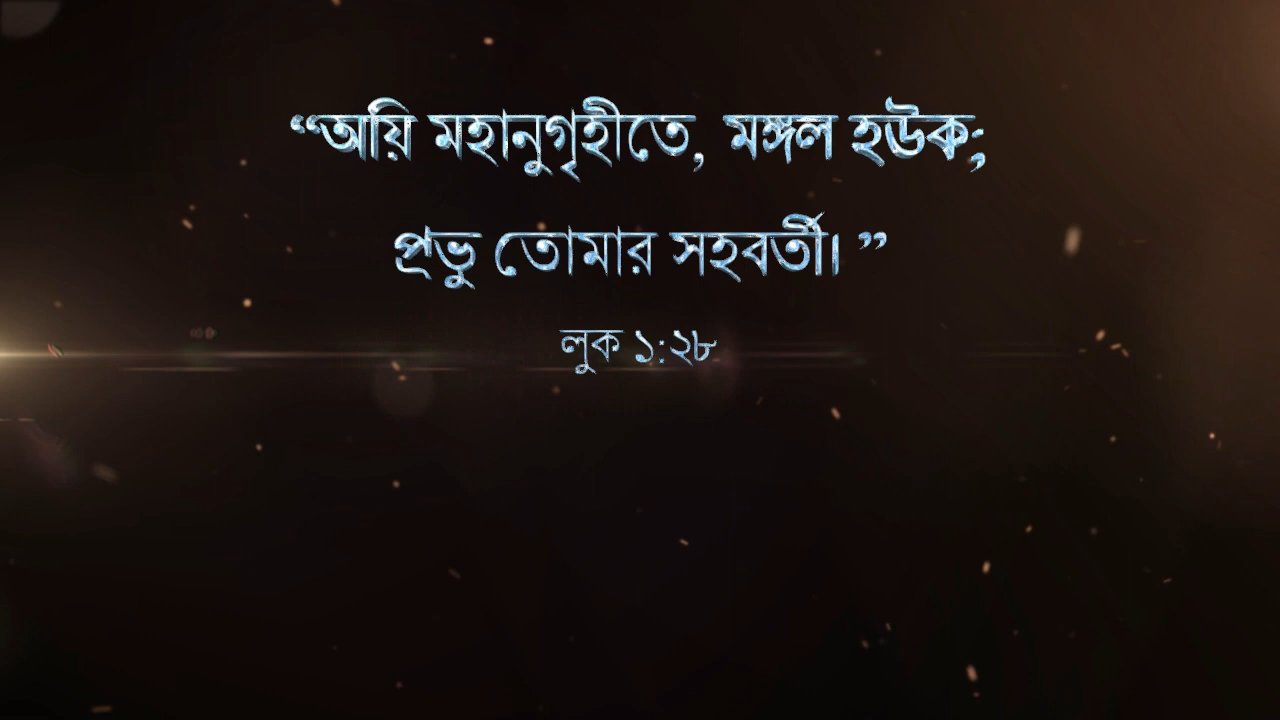 “অয়ি মহানুগৃহীতে, মঙ্গল হউক;
প্রভু তোমার সহবর্তী। ”
লুক ১:২৮